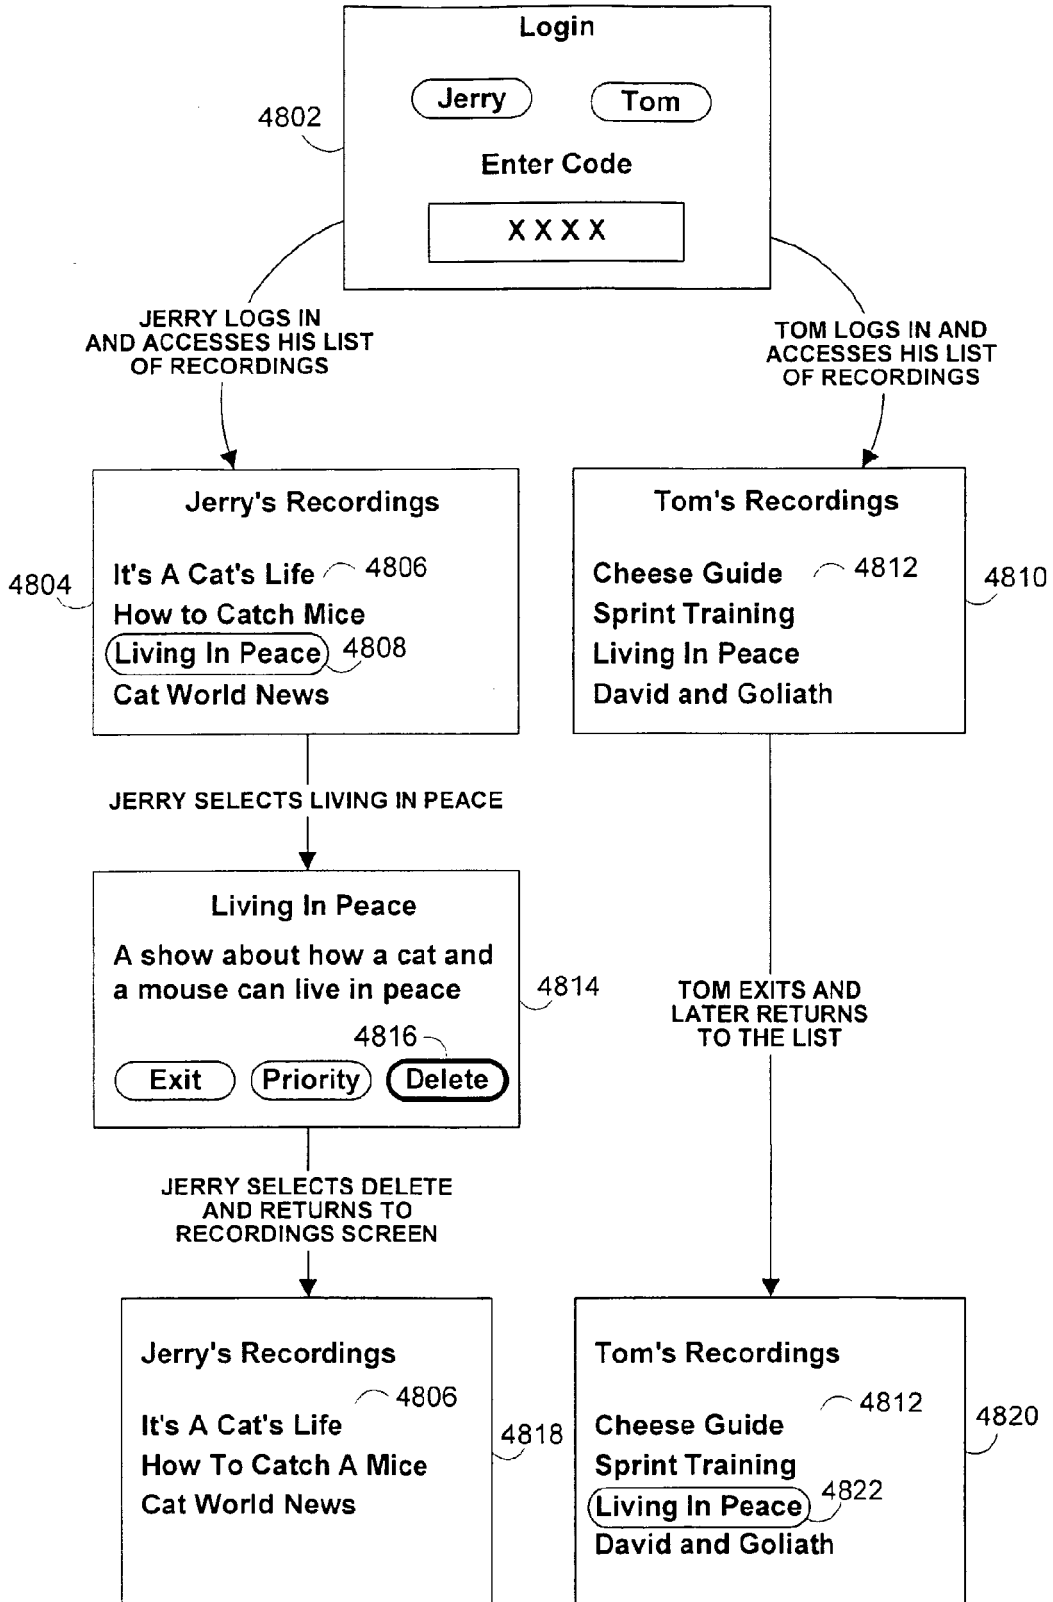 Login
Jerry Tom
4802
Enter Code
X X X X
JERRY LOGS IN
AND ACCESSES HIS LIST
OF RECORDINGS
TOM LOGS IN AND
ACCESSES HIS LIST
OF RECORDINGS
Jerry's Recordings
4804
It's A Cat's Life 4806
How to Catch Mice
Living In Peace 4808
Cat World News
Tom's Recordings
Cheese Guide 4812
4810
Sprint Training
Living In Peace
David and Goliath
JERRY SELECTS LIVING IN PEACE
Living In Peace
A show about how a cat and
a mouse can live in peace
4814
4816
Exit Priority Delete
TOM EXITS AND
LATER RETURNS
TO THE LIST
JERRY SELECTS DELETE
AND RETURNS TO
RECORDINGS SCREEN
Jerry's Recordings
4806
It's A Cat's Life
4818
How To Catch A Mice
Cat World News
Tom's Recordings
4812
Cheese Guide
4820
Sprint Training
Living In Peace 4822
David and Goliath